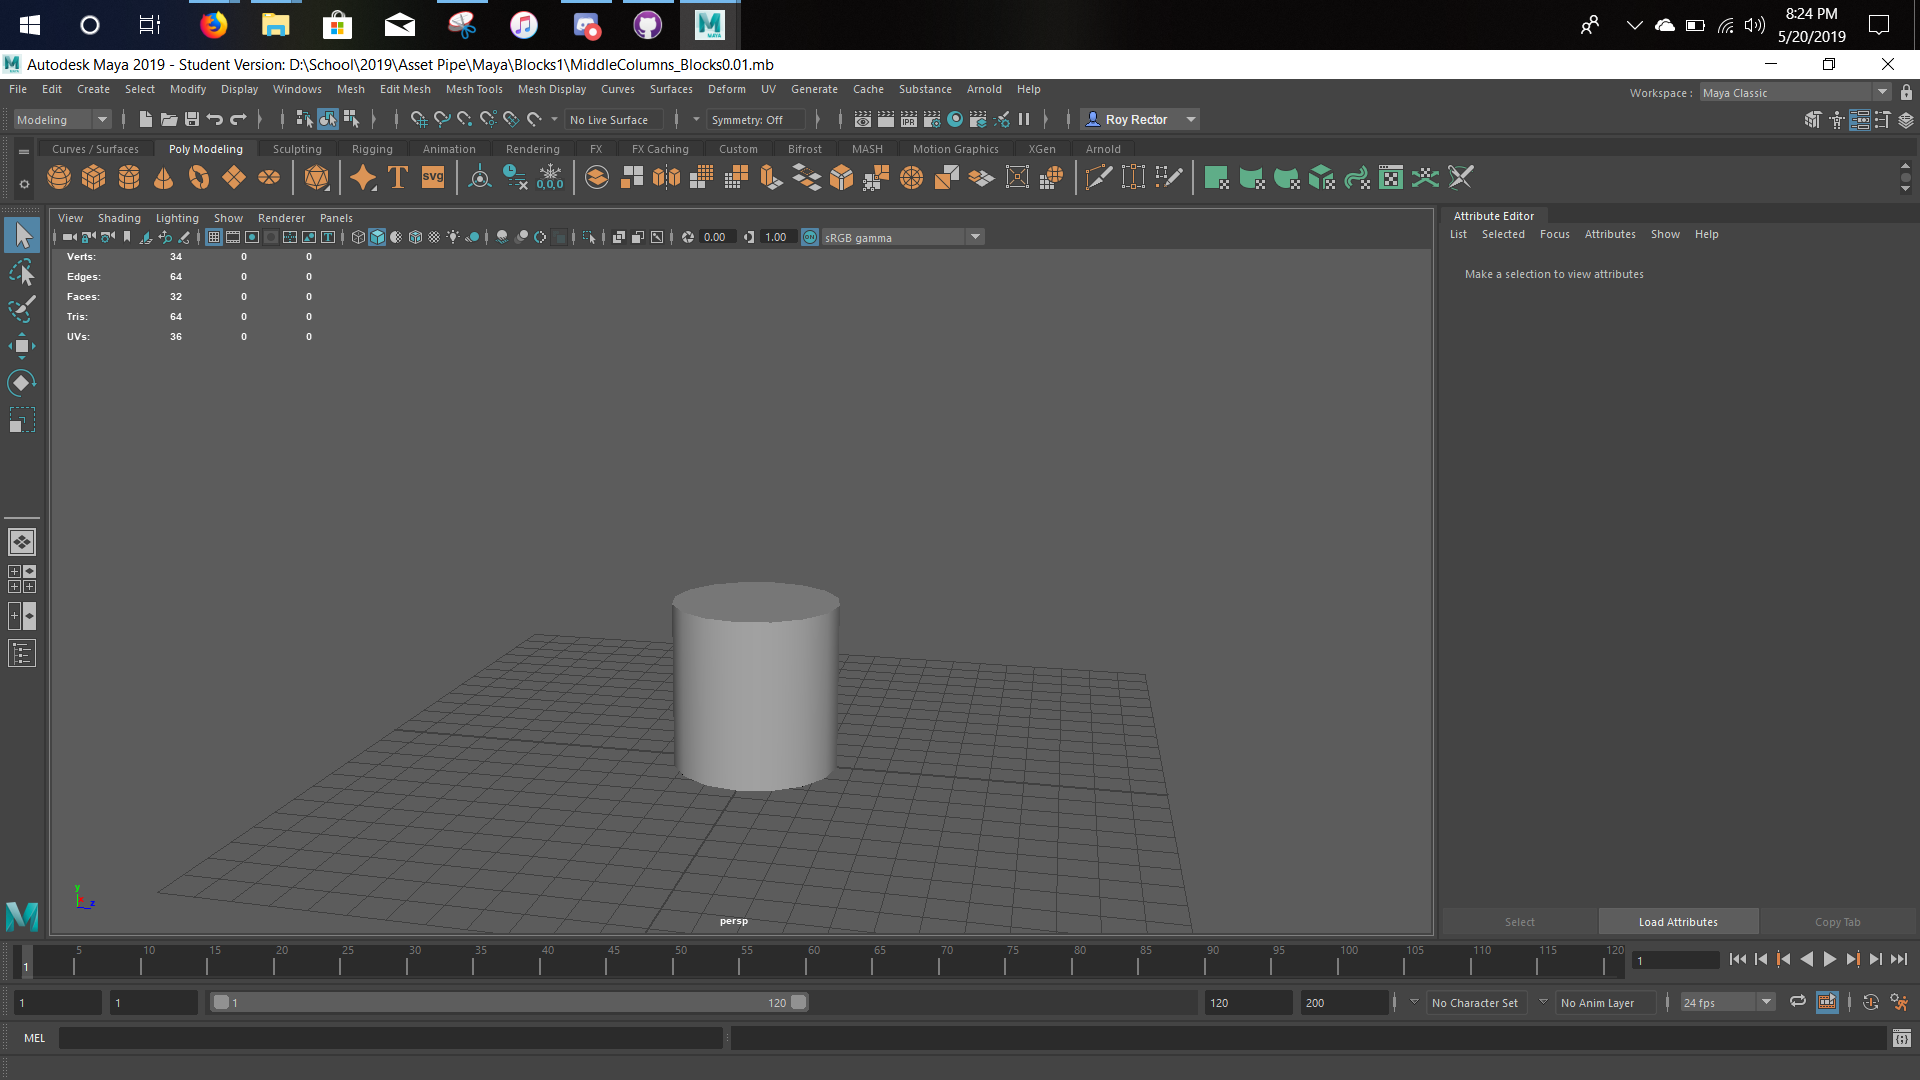 8:24 PM
5/20/2019
Autodesk Maya 2019 - Student Version: D:\School\2019\Asset Pipe\Maya\Blocks1\MiddleColumns_Blocks0.01.mb
File Edit Create Select Modify Display Windows Mesh Edit Mesh Mesh Tools Mesh Display Curves Surfaces Deform UV Generate Cache Substance Arnold Help
Workspace : Maya Classic
Modeling No Live Surface Symmetry: Off IPR Roy Rector
Curves / Surfaces Poly Modeling Sculpting Rigging Animation Rendering FX FX Caching Custom Bifrost MASH Motion Graphics XGen Arnold
T SVG 0,0,0
View Shading Lighting Show Renderer Panels
0.00 1.00 ON sRGB gamma
Verts: 34 0 0
Edges: 64 0 0
Faces: 32 0 0
Tris: 64 0 0
UVs: 36 0 0
y
z
persp
Attribute Editor
List Selected Focus Attributes Show Help
Make a selection to view attributes
Select Load Attributes Copy Tab
5 10 15 20 25 30 35 40 45 50 55 60 65 70 75 80 85 90 95 100 105 110 115 120
1 1
1 1 1 120 120 200 No Character Set No Anim Layer 24 fps
MEL